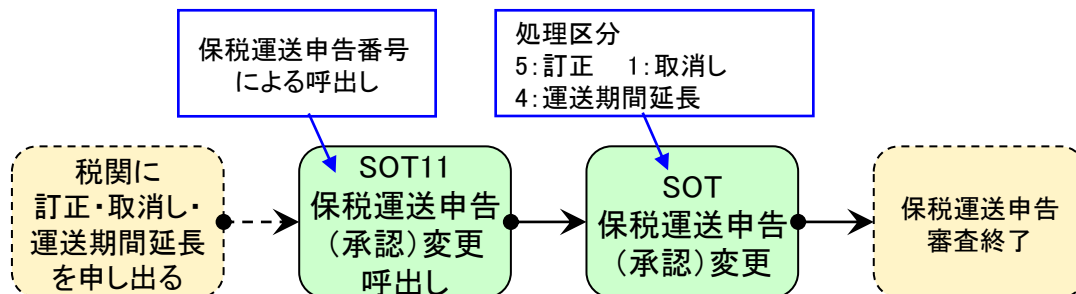 保税運送申告番号
による呼出し
処理区分
5:訂正　1:取消し
4:運送期間延長
税関に
訂正・取消し・
運送期間延長
を申し出る
SOT11
保税運送申告
(承認)変更
呼出し
SOT
保税運送申告
(承認)変更
保税運送申告
審査終了